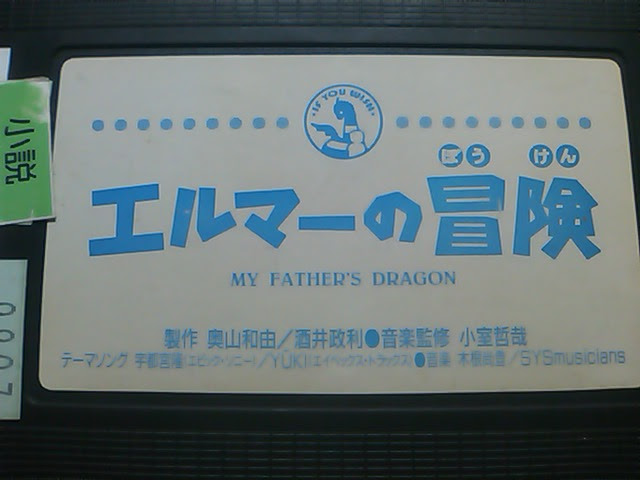 IS YOU WISH
小説
ぼう けん
エルマーの冒険
MY FATHER'S DRAGON
製作 奥山和由/酒井政利●音楽監修 小室哲哉
テーマソング 宇都宮隆(エピック・ソニー)/YUKI(エイベックス・トラックス)●音楽 木根尚登/SYSmusicians